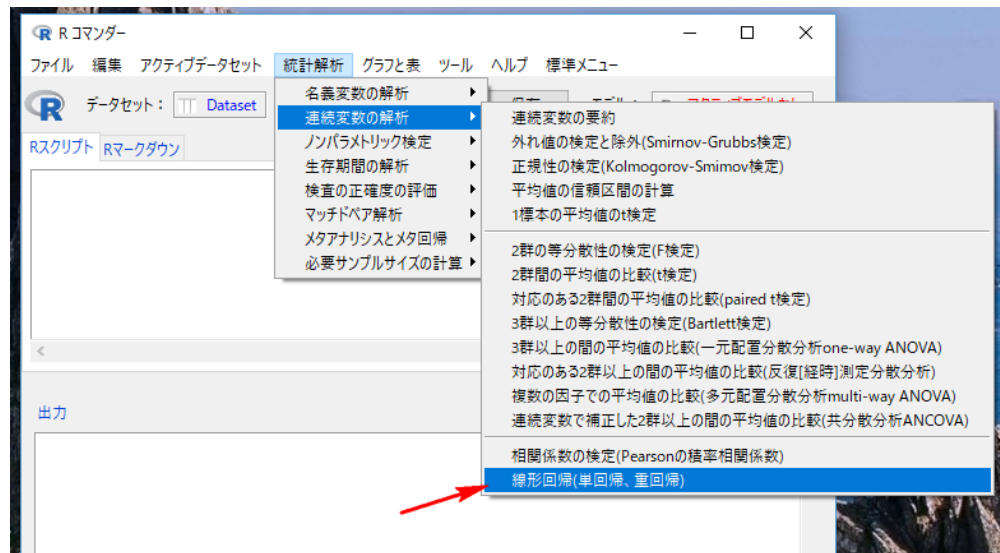 R コマンダー
ファイル 編集 アクティブデータセット 統計解析 グラフと表 ツール ヘルプ 標準メニュー
データセット: Dataset
Rスクリプト Rマークダウン
名義変数の解析
連続変数の解析
ノンパラメトリック検定
生存期間の解析
検査の正確度の評価
マッチドペア解析
メタアナリシスとメタ回帰
必要サンプルサイズの計算
連続変数の要約
外れ値の検定と除外(Smirnov-Grubbs検定)
正規性の検定(Kolmogorov-Smirnov検定)
平均値の信頼区間の計算
1標本の平均値のt検定
2群の等分散性の検定(F検定)
2群間の平均値の比較(t検定)
対応のある2群間の平均値の比較(paired t検定)
3群以上の等分散性の検定(Bartlett検定)
3群以上の間の平均値の比較(一元配置分散分析one-way ANOVA)
対応のある2群以上の間の平均値の比較(反復[経時]測定分散分析)
複数の因子での平均値の比較(多元配置分散分析multi-way ANOVA)
連続変数で補正した2群以上の間の平均値の比較(共分散分析ANCOVA)
相関係数の検定(Pearsonの積率相関係数)
線形回帰(単回帰、重回帰)
出力